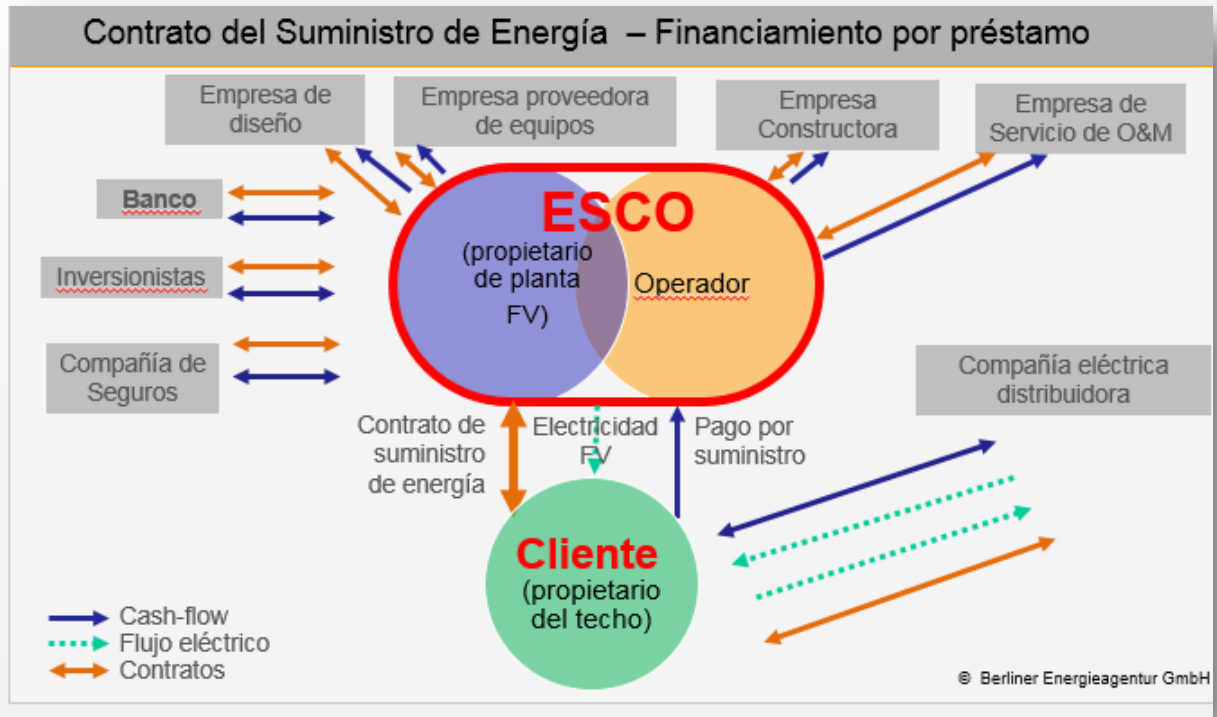 Contrato del Suministro de Energía – Financiamiento por préstamo
Empresa de
diseño
Empresa proveedora
de equipos
Empresa
Constructora
Empresa de
Servicio de O&M
Banco
Inversionistas
Compañía de
Seguros
ESCO
(propietario
de planta
FV)
Operador
Compañía eléctrica
distribuidora
Contrato de
suministro
de energía
Electricidad
FV
Pago por
suministro
Cliente
(propietario
del techo)
Cash-flow
Flujo eléctrico
Contratos
© Berliner Energieagentur GmbH